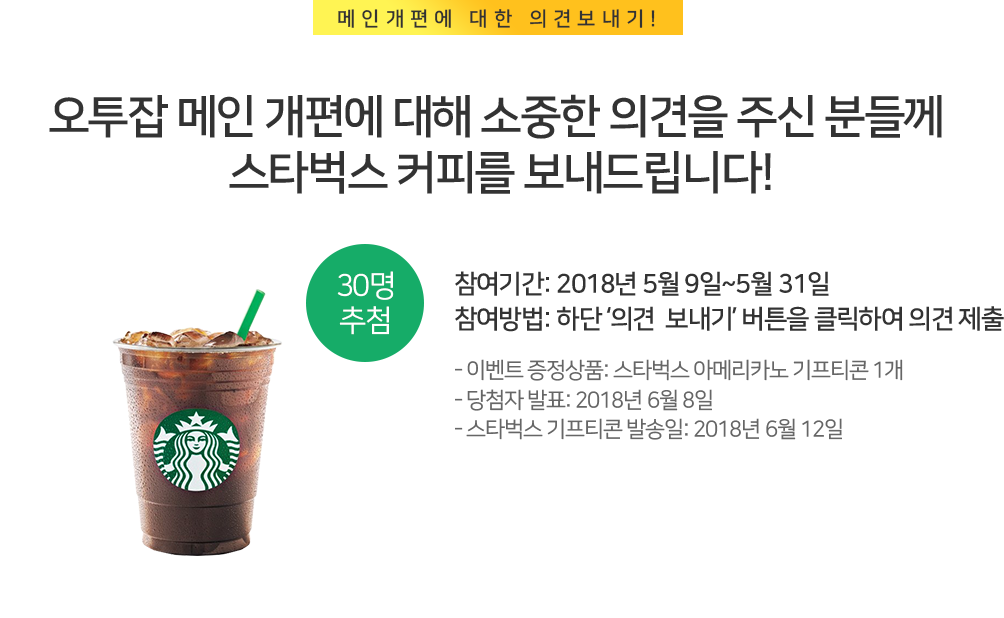 메인개편에 대한 의견보내기!
오투잡 메인 개편에 대해 소중한 의견을 주신 분들께
스타벅스 커피를 보내드립니다!
30명
추첨
참여기간: 2018년 5월 9일~5월 31일
참여방법: 하단 ‘의견 보내기’ 버튼을 클릭하여 의견 제출
- 이벤트 증정상품: 스타벅스 아메리카노 기프티콘 1개
- 당첨자 발표: 2018년 6월 8일
- 스타벅스 기프티콘 발송일: 2018년 6월 12일